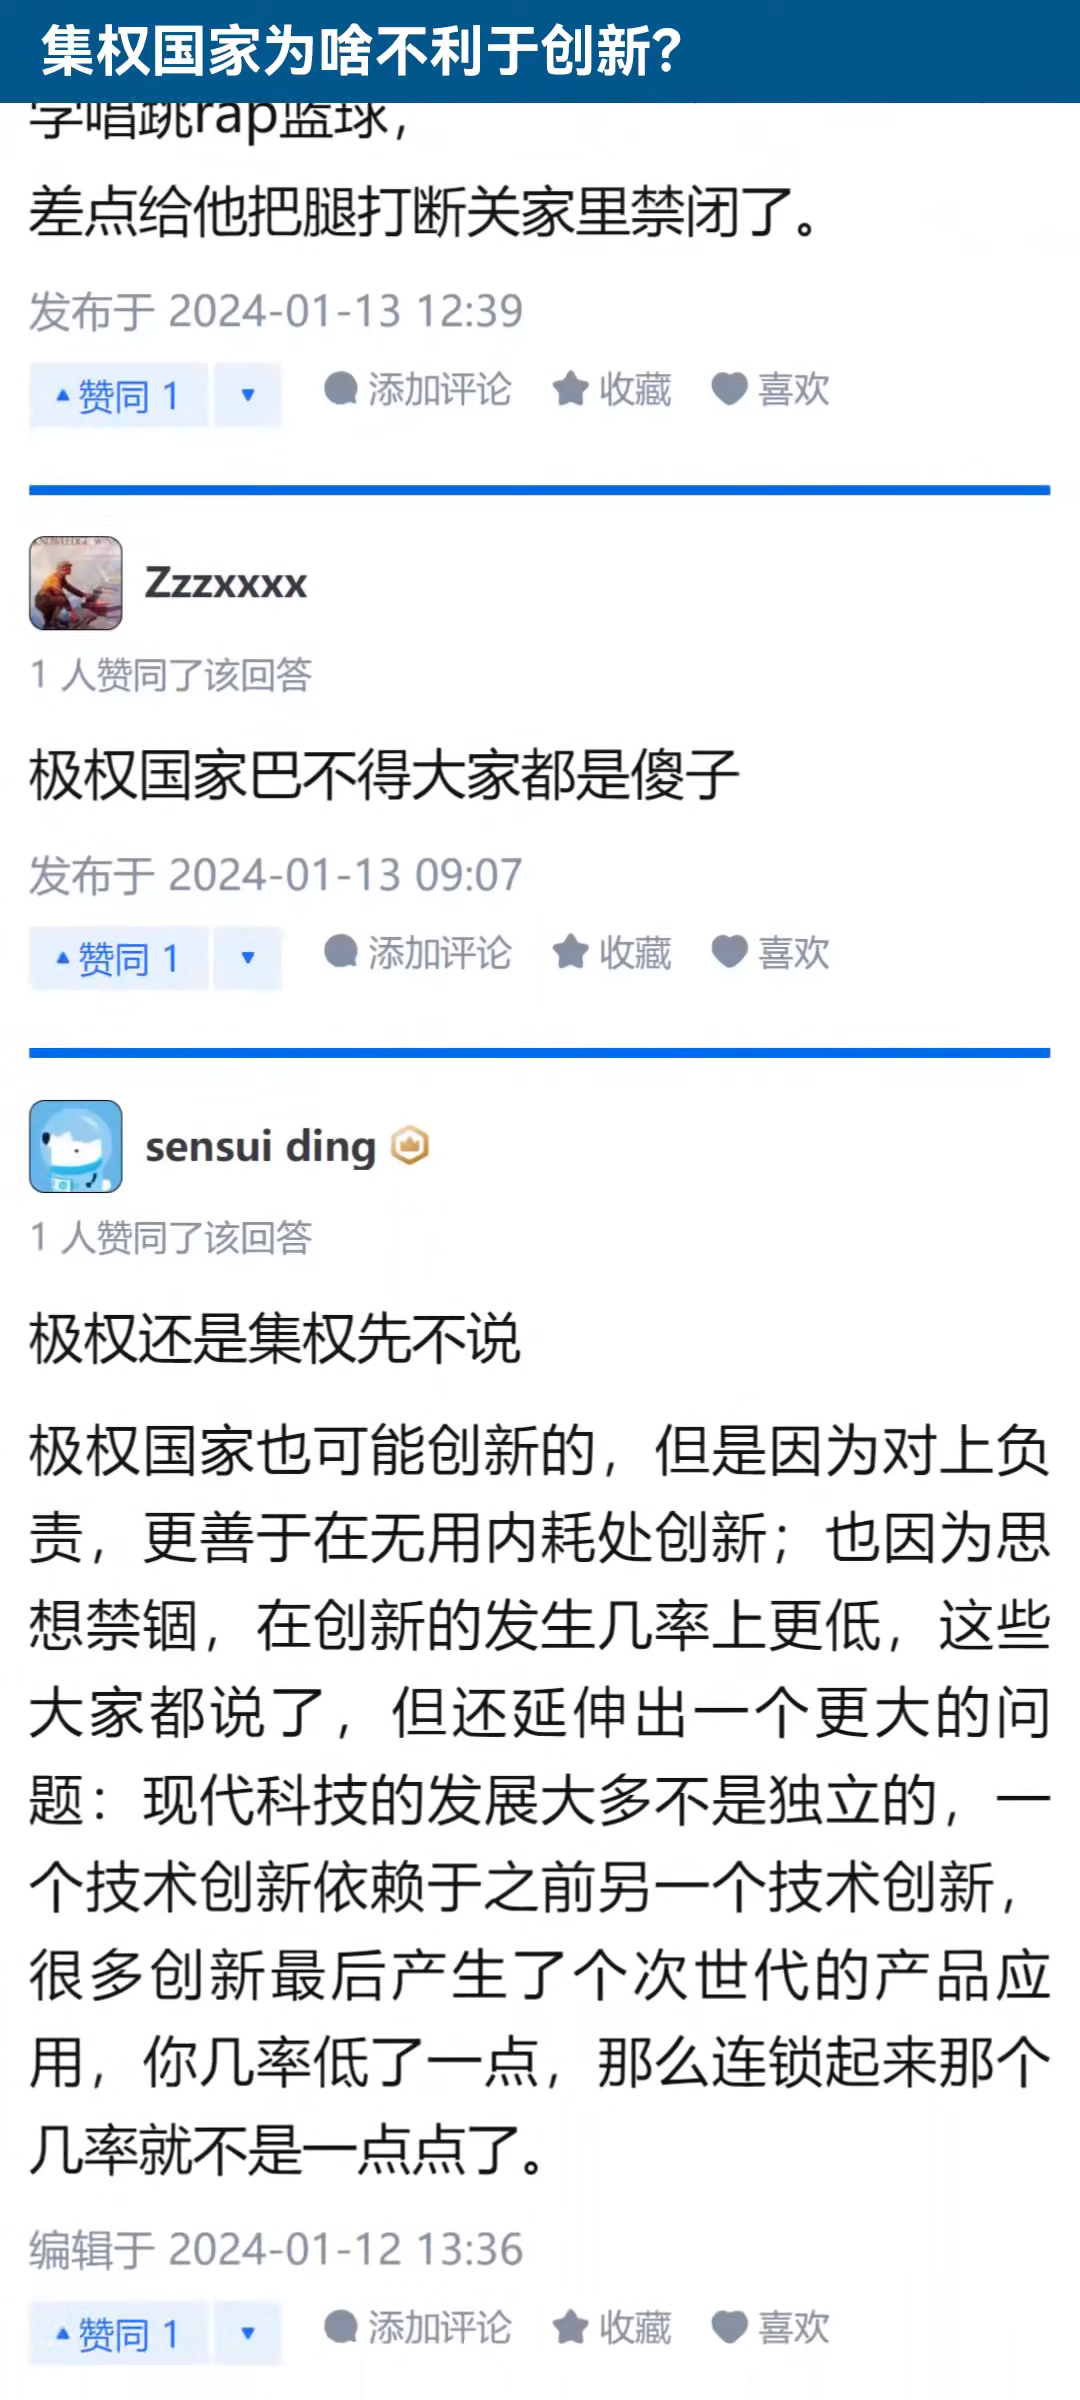 集权国家为啥不利于创新？
学唱跳rap篮球，
差点给他把腿打断关家里禁闭了。
发布于 2024-01-13 12:39
赞同 1 添加评论 收藏 喜欢
Zzzxxxx
1 人赞同了该回答
极权国家巴不得大家都是傻子
发布于 2024-01-13 09:07
赞同 1 添加评论 收藏 喜欢
sensui ding
1 人赞同了该回答
极权还是集权先不说
极权国家也可能创新的，但是因为对上负
责，更善于在无用内耗处创新；也因为思
想禁锢，在创新的发生几率上更低，这些
大家都说了，但还延伸出一个更大的问
题：现代科技的发展大多不是独立的，一
个技术创新依赖于之前另一个技术创新，
很多创新最后产生了个次世代的产品应
用，你几率低了一点，那么连锁起来那个
几率就不是一点点了。
编辑于 2024-01-12 13:36
赞同 1 添加评论 收藏 喜欢